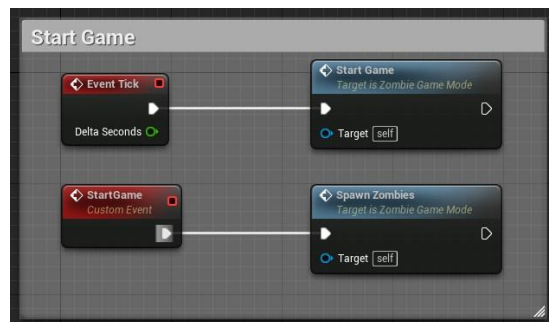 Start Game
Event Tick
Delta Seconds
Start Game
Target is Zombie Game Mode
Target self
StartGame
Custom Event
Spawn Zombies
Target is Zombie Game Mode
Target self